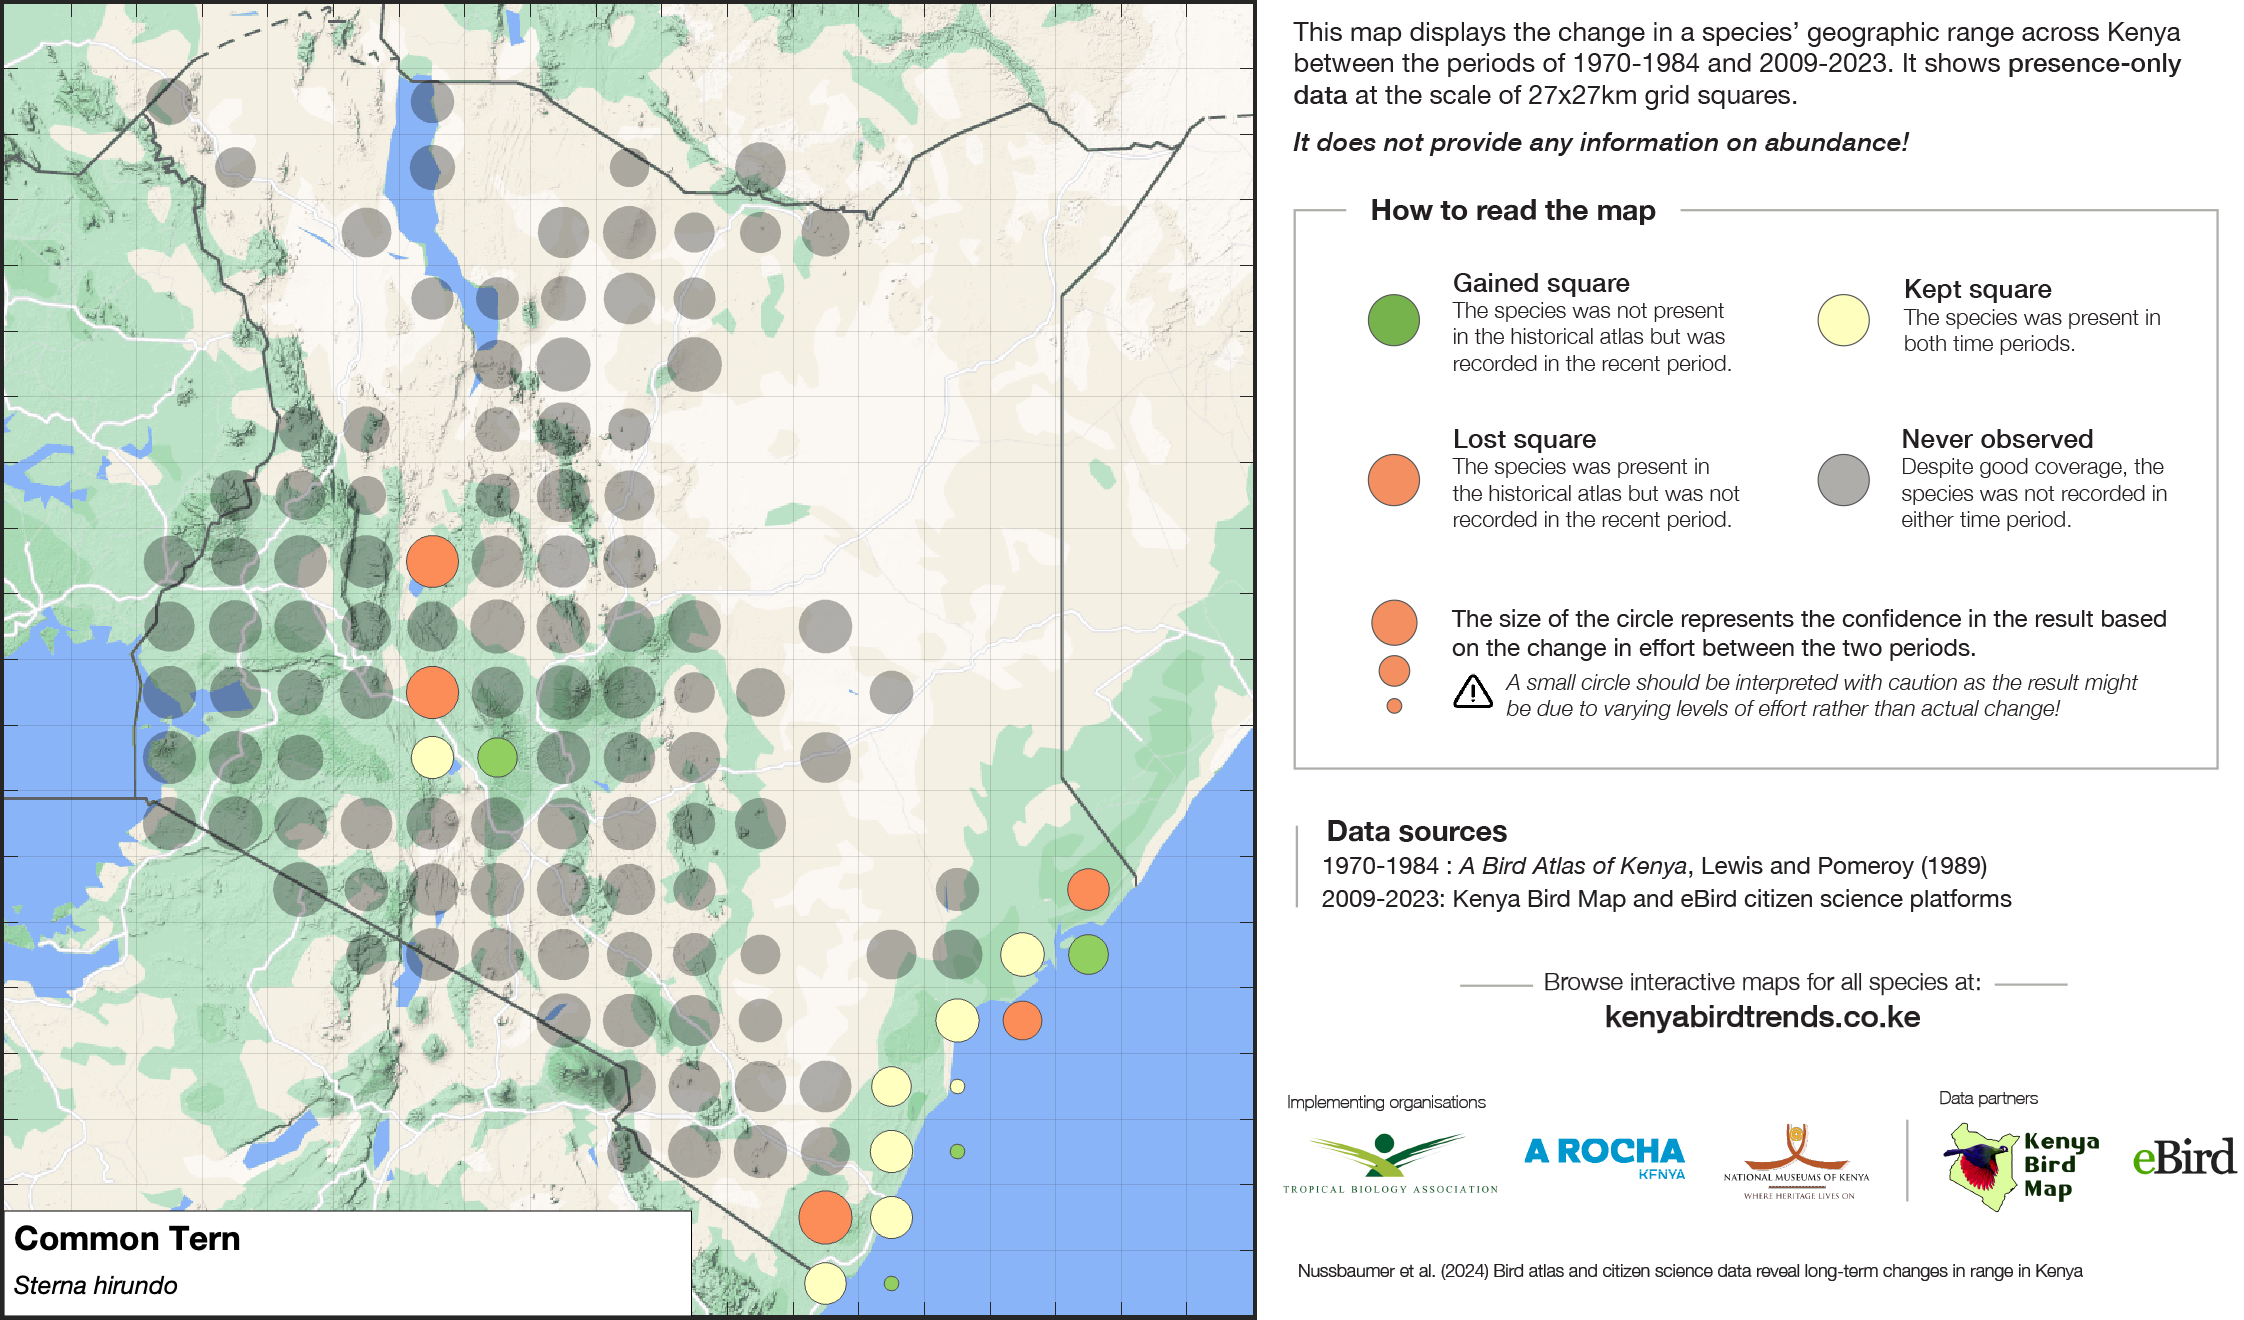 This map displays the change in a species’ geographic range across Kenya
between the periods of 1970-1984 and 2009-2023. It shows presence-only
data at the scale of 27x27km grid squares.
It does not provide any information on abundance!
How to read the map
Gained square
The species was not present
in the historical atlas but was
recorded in the recent period.
Kept square
The species was present in
both time periods.
Lost square
The species was present in
the historical atlas but was not
recorded in the recent period.
Never observed
Despite good coverage, the
species was not recorded in
either time period.
The size of the circle represents the confidence in the result based
on the change in effort between the two periods.
A small circle should be interpreted with caution as the result might
be due to varying levels of effort rather than actual change!
Data sources
1970-1984 : A Bird Atlas of Kenya, Lewis and Pomeroy (1989)
2009-2023: Kenya Bird Map and eBird citizen science platforms
Browse interactive maps for all species at:
kenyabirdtrends.co.ke
Implementing organisations
Data partners
TROPICAL BIOLOGY ASSOCIATION
A ROCHA
KENYA
NATIONAL MUSEUMS OF KENYA
WHERE HERITAGE LIVES ON
Kenya
Bird
Map
eBird
Nussbaumer et al. (2024) Bird atlas and citizen science data reveal long-term changes in range in Kenya
Common Tern
Sterna hirundo